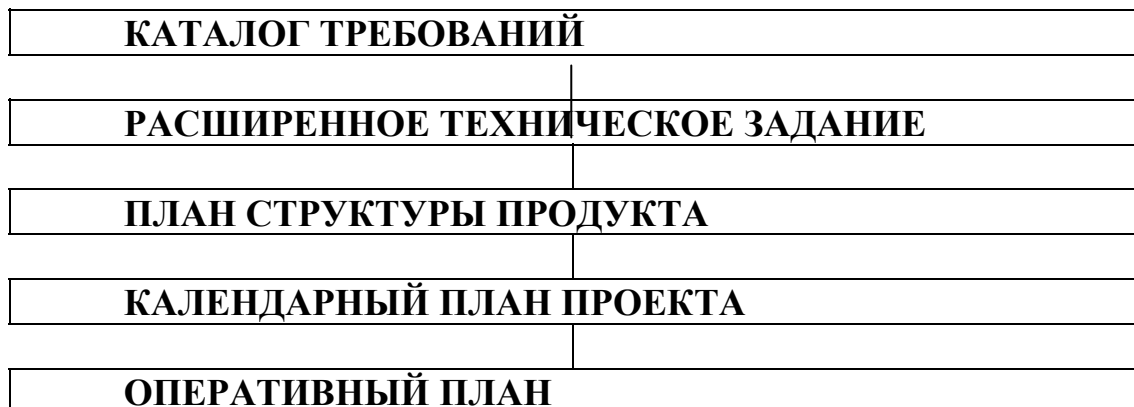 КАТАЛОГ ТРЕБОВАНИЙ
РАСШИРЕННОЕ ТЕХНИЧЕСКОЕ ЗАДАНИЕ
ПЛАН СТРУКТУРЫ ПРОДУКТА
КАЛЕНДАРНЫЙ ПЛАН ПРОЕКТА
ОПЕРАТИВНЫЙ ПЛАН